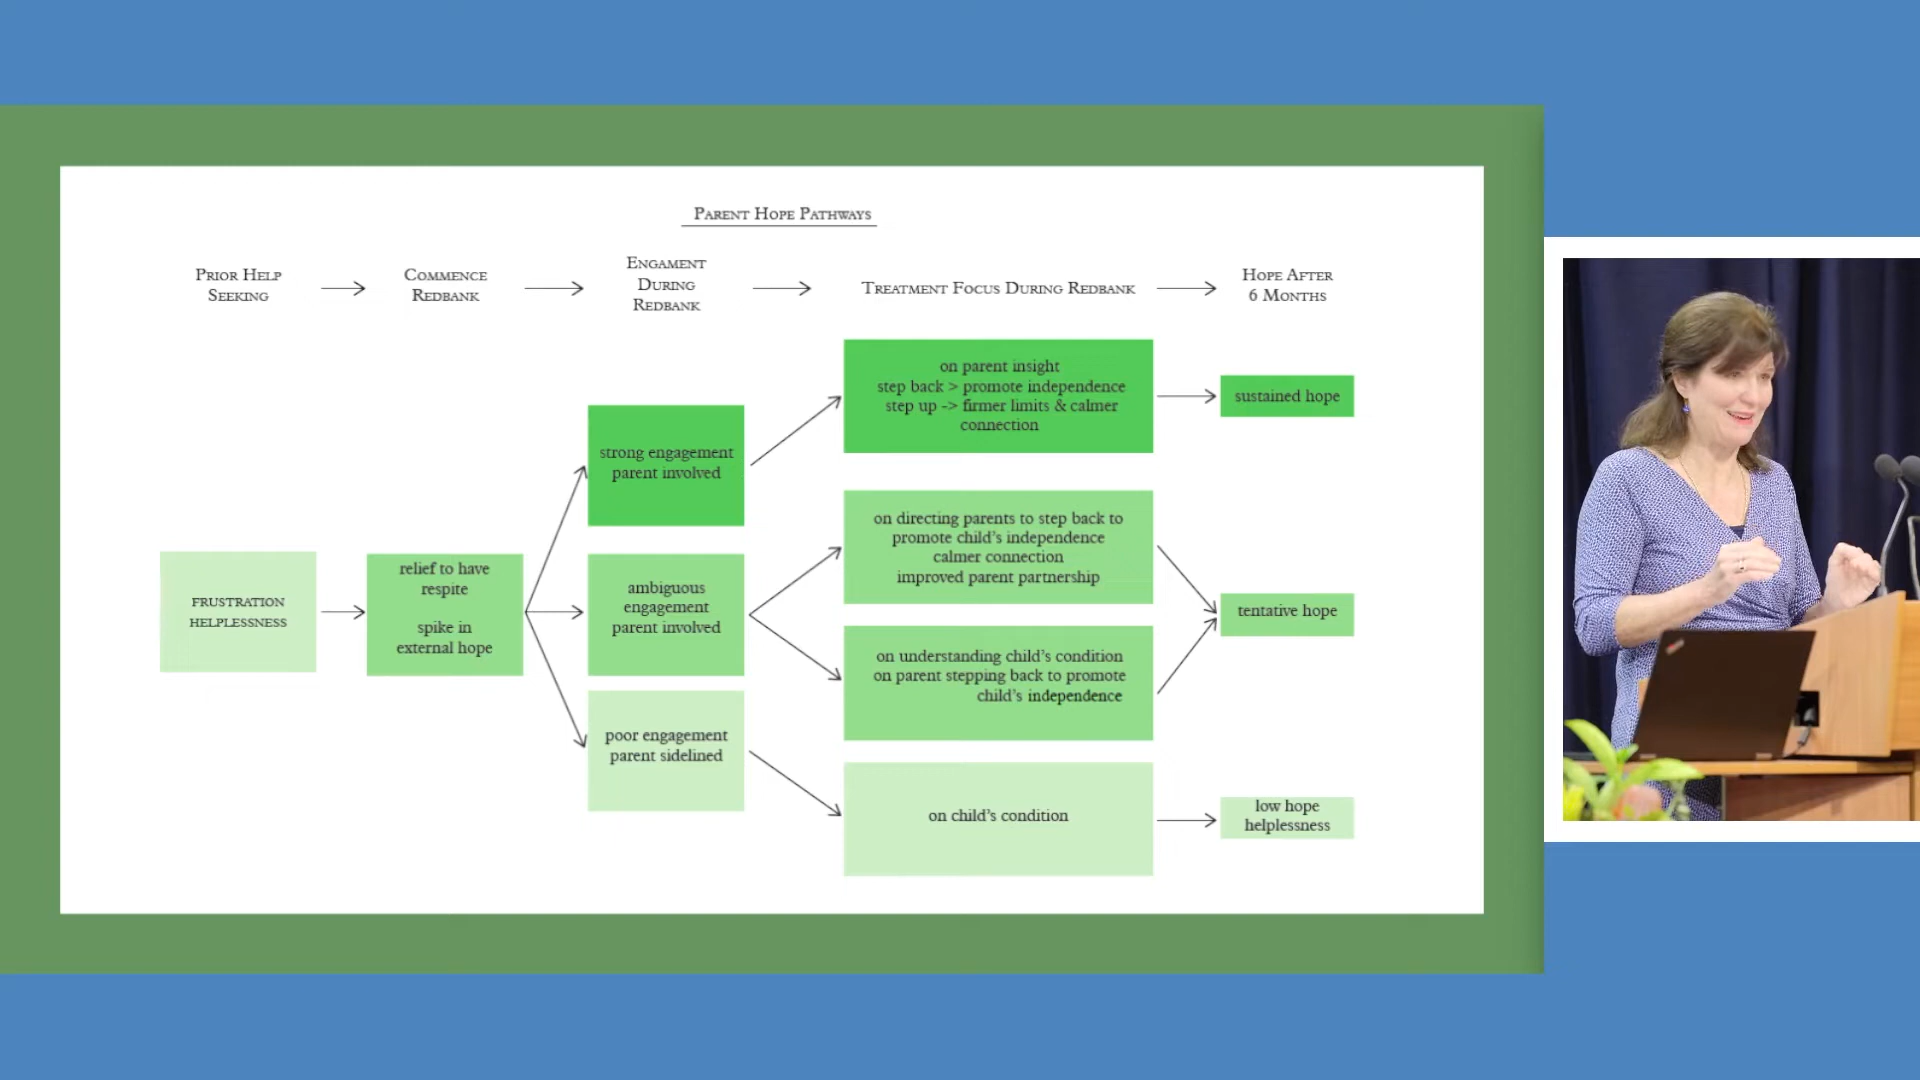 PARENT HOPE PATHWAYS
PRIOR HELP
SEEKING
COMMENCE
REDBANK
ENGAMENT
DURING
REDBANK
TREATMENT FOCUS DURING REDBANK
HOPE AFTER
6 MONTHS
FRUSTRATION
HELPLESSNESS
relief to have
respite
spike in
external hope
strong engagement
parent involved
ambiguous
engagement
parent involved
poor engagement
parent sidelined
on parent insight
step back > promote independence
step up -> firmer limits & calmer
connection
on directing parents to step back to
promote child's independence
calmer connection
improved parent partnership
on understanding child's condition
on parent stepping back to promote
child's independence
on child's condition
sustained hope
tentative hope
low hope
helplessness